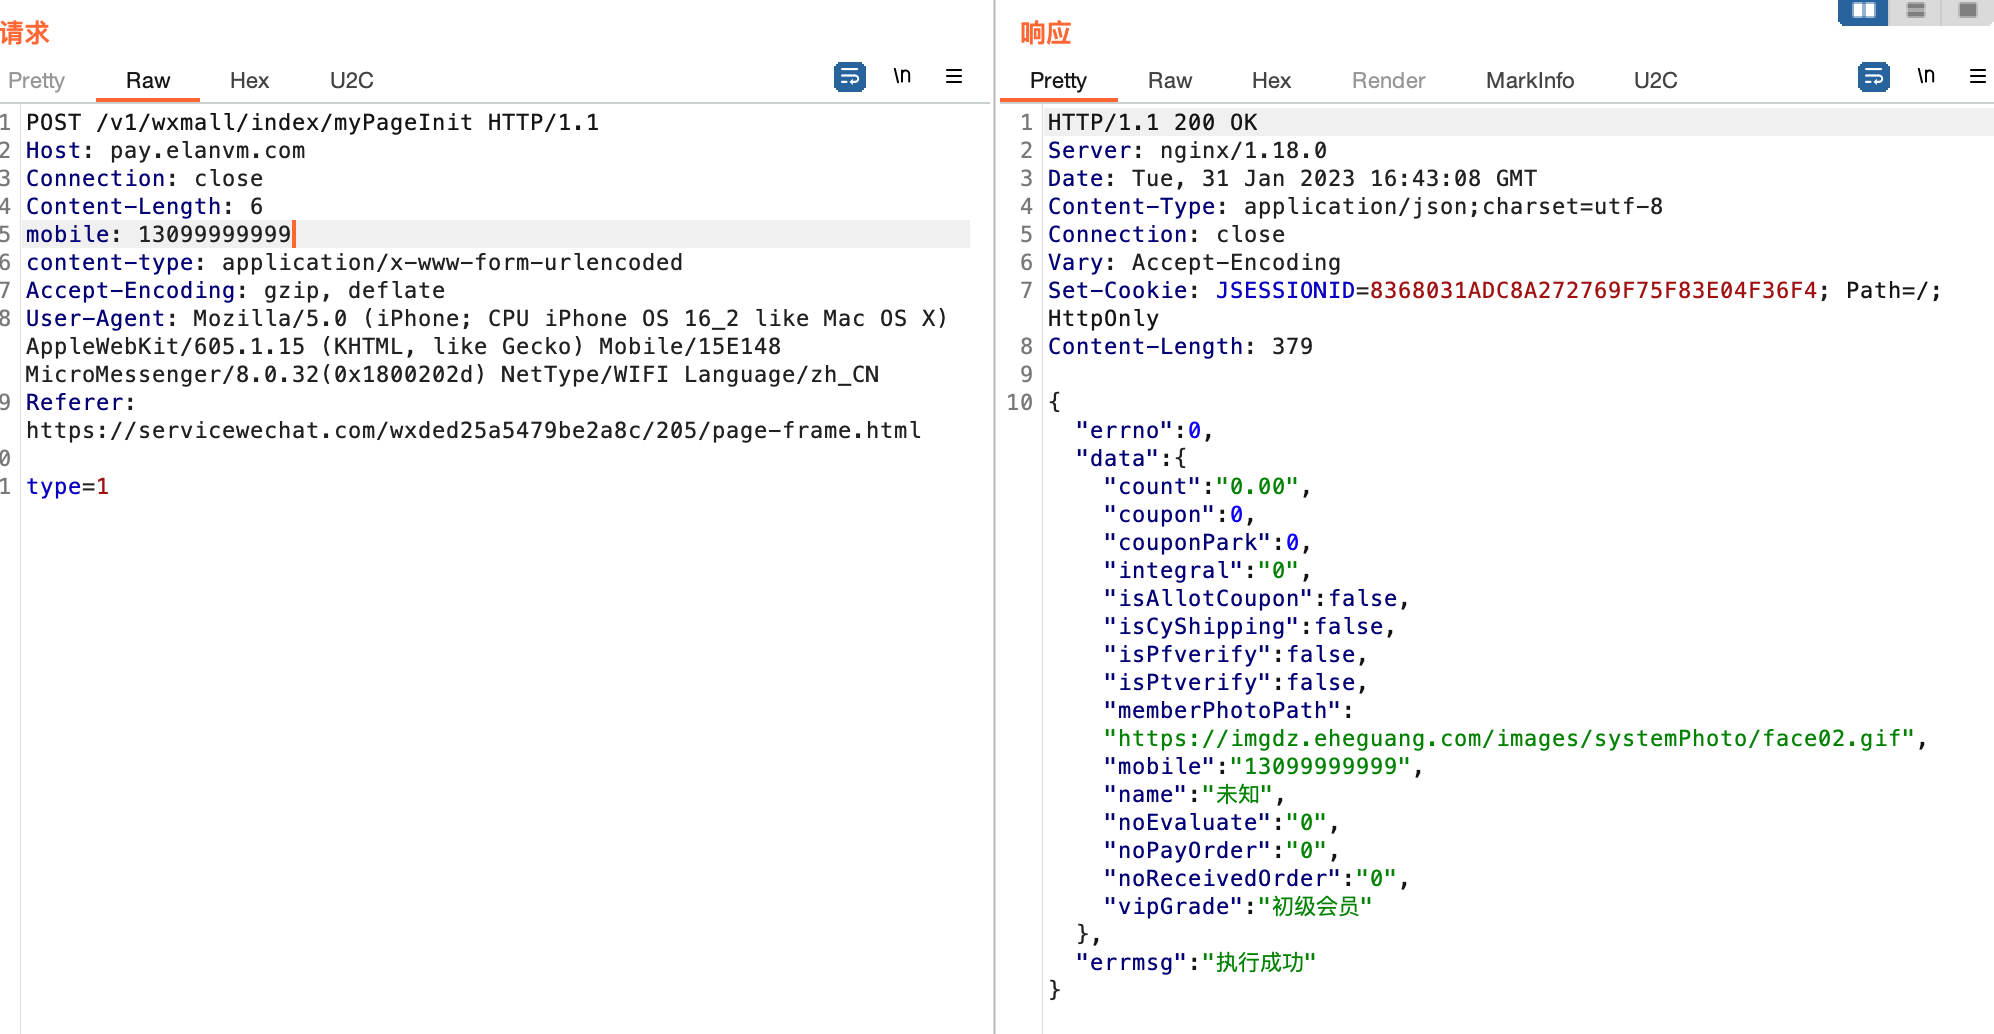 请求
Pretty Raw Hex U2C \n
1 POST /v1/wxmall/index/myPageInit HTTP/1.1
2 Host: pay.elanvm.com
3 Connection: close
4 Content-Length: 6
5 mobile: 13099999999
6 content-type: application/x-www-form-urlencoded
7 Accept-Encoding: gzip, deflate
8 User-Agent: Mozilla/5.0 (iPhone; CPU iPhone OS 16_2 like Mac OS X)
AppleWebKit/605.1.15 (KHTML, like Gecko) Mobile/15E148
MicroMessenger/8.0.32(0x1800202d) NetType/WIFI Language/zh_CN
9 Referer:
https://servicewechat.com/wxded25a5479be2a8c/205/page-frame.html
0
1 type=1
响应
Pretty Raw Hex Render MarkInfo U2C \n
1 HTTP/1.1 200 OK
2 Server: nginx/1.18.0
3 Date: Tue, 31 Jan 2023 16:43:08 GMT
4 Content-Type: application/json;charset=utf-8
5 Connection: close
6 Vary: Accept-Encoding
7 Set-Cookie: JSESSIONID=8368031ADC8A272769F75F83E04F36F4; Path=/;
HttpOnly
8 Content-Length: 379
9
10 {
"errno":0,
"data":{
"count":"0.00",
"coupon":0,
"couponPark":0,
"integral":"0",
"isAllotCoupon":false,
"isCyShipping":false,
"isPfverify":false,
"isPtverify":false,
"memberPhotoPath":
"https://imgdz.eheguang.com/images/systemPhoto/face02.gif",
"mobile":"13099999999",
"name":"未知",
"noEvaluate":"0",
"noPayOrder":"0",
"noReceivedOrder":"0",
"vipGrade":"初级会员"
},
"errmsg":"执行成功"
}